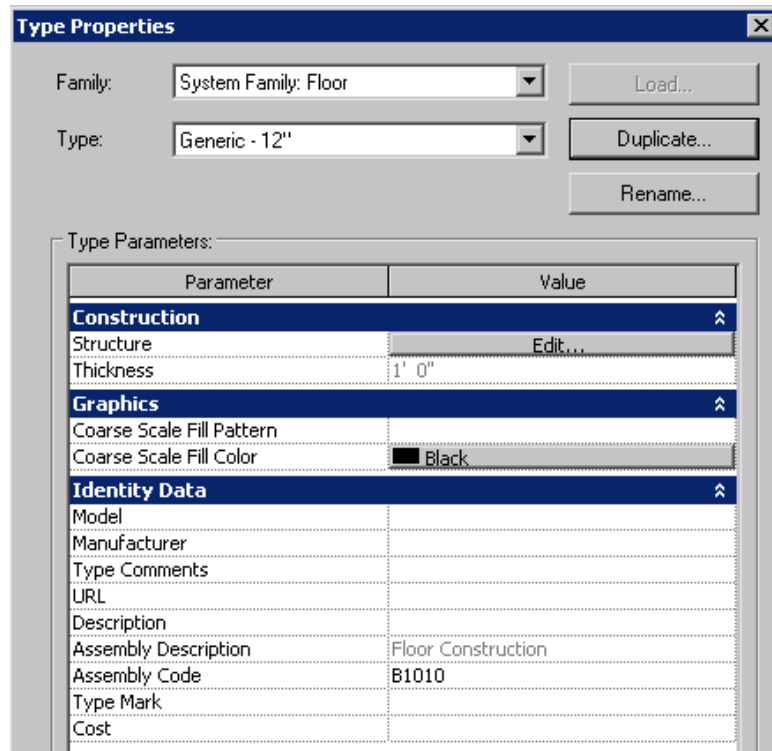 Type Properties
Family: System Family: Floor Load...
Type: Generic - 12" Duplicate...
Rename...
Type Parameters:
Parameter Value
Construction
Structure Edit...
Thickness 1' 0"
Graphics
Coarse Scale Fill Pattern
Coarse Scale Fill Color Black
Identity Data
Model
Manufacturer
Type Comments
URL
Description
Assembly Description Floor Construction
Assembly Code B1010
Type Mark
Cost